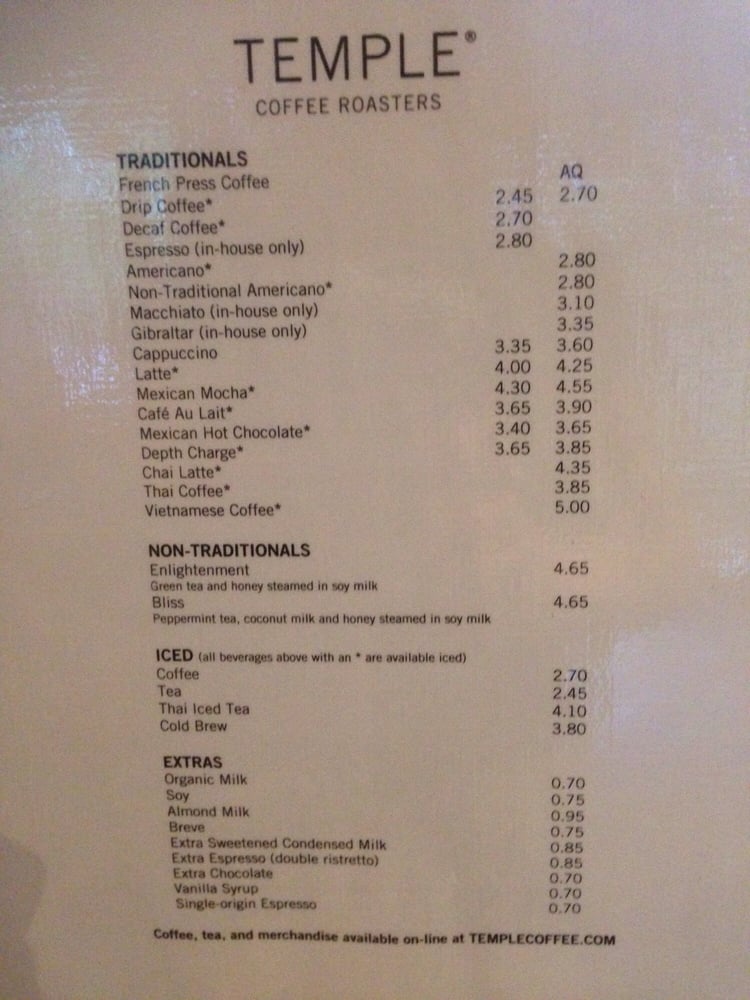 TEMPLE®
COFFEE ROASTERS
TRADITIONALS
French Press Coffee AQ
Drip Coffee* 2.45 2.70
Decaf Coffee* 2.70
Espresso (in-house only) 2.80
Americano* 2.80
Non-Traditional Americano* 2.80
Macchiato (in-house only) 3.10
Gibraltar (in-house only) 3.35
Cappuccino 3.35 3.60
Latte* 4.00 4.25
Mexican Mocha* 4.30 4.55
Café Au Lait* 3.65 3.90
Mexican Hot Chocolate* 3.40 3.65
Depth Charge* 3.65 3.85
Chai Latte* 4.35
Thai Coffee* 3.85
Vietnamese Coffee* 5.00
NON-TRADITIONALS
Enlightenment 4.65
Green tea and honey steamed in soy milk
Bliss 4.65
Peppermint tea, coconut milk and honey steamed in soy milk
ICED (all beverages above with an * are available iced)
Coffee 2.70
Tea 2.45
Thai Iced Tea 4.10
Cold Brew 3.80
EXTRAS
Organic Milk 0.70
Soy 0.75
Almond Milk 0.95
Breve 0.75
Extra Sweetened Condensed Milk 0.85
Extra Espresso (double ristretto) 0.85
Extra Chocolate 0.70
Vanilla Syrup 0.70
Single-origin Espresso 0.70
Coffee, tea, and merchandise available on-line at TEMPLECOFFEE.COM